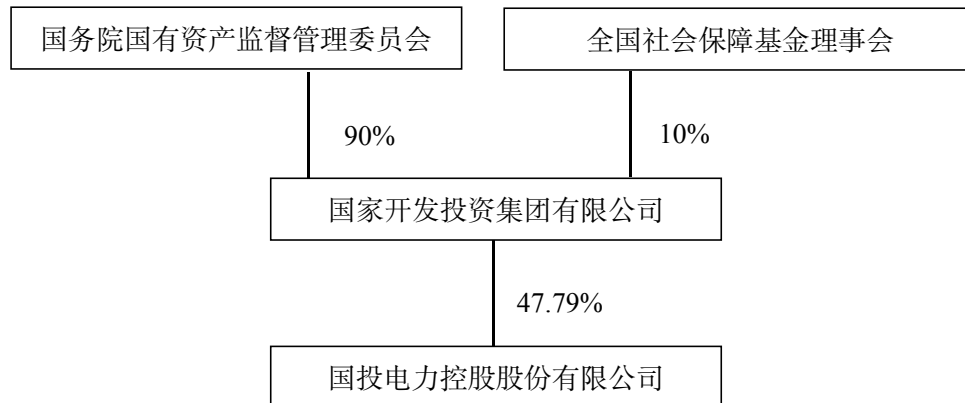 国务院国有资产监督管理委员会
全国社会保障基金理事会
90%
10%
国家开发投资集团有限公司
47.79%
国投电力控股股份有限公司